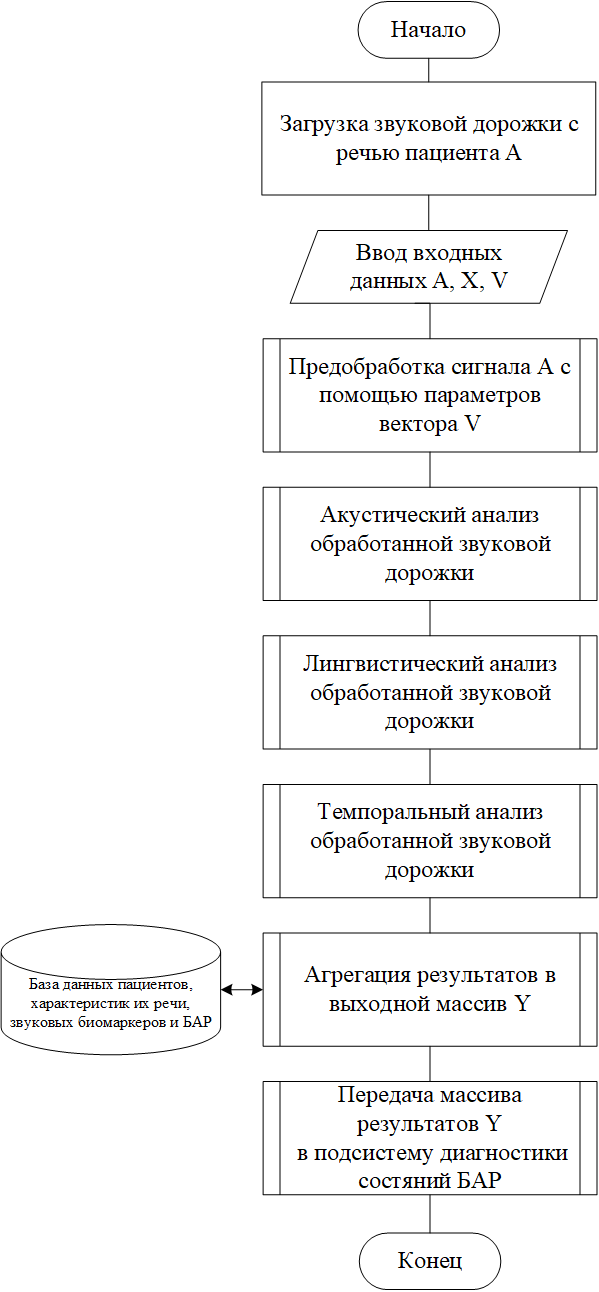 Начало
Загрузка звуковой дорожки с
речью пациента A
Ввод входных
данных A, X, V
Предобработка сигнала A с
помощью параметров
вектора V
Акустический анализ
обработанной звуковой
дорожки
Лингвистический анализ
обработанной звуковой
дорожки
Темпоральный анализ
обработанной звуковой
дорожки
База данных пациентов,
характеристик их речи,
звуковых биомаркеров и БАР
Агрегация результатов в
выходной массив Y
Передача массива
результатов Y
в подсистему диагностики
состяний БАР
Конец